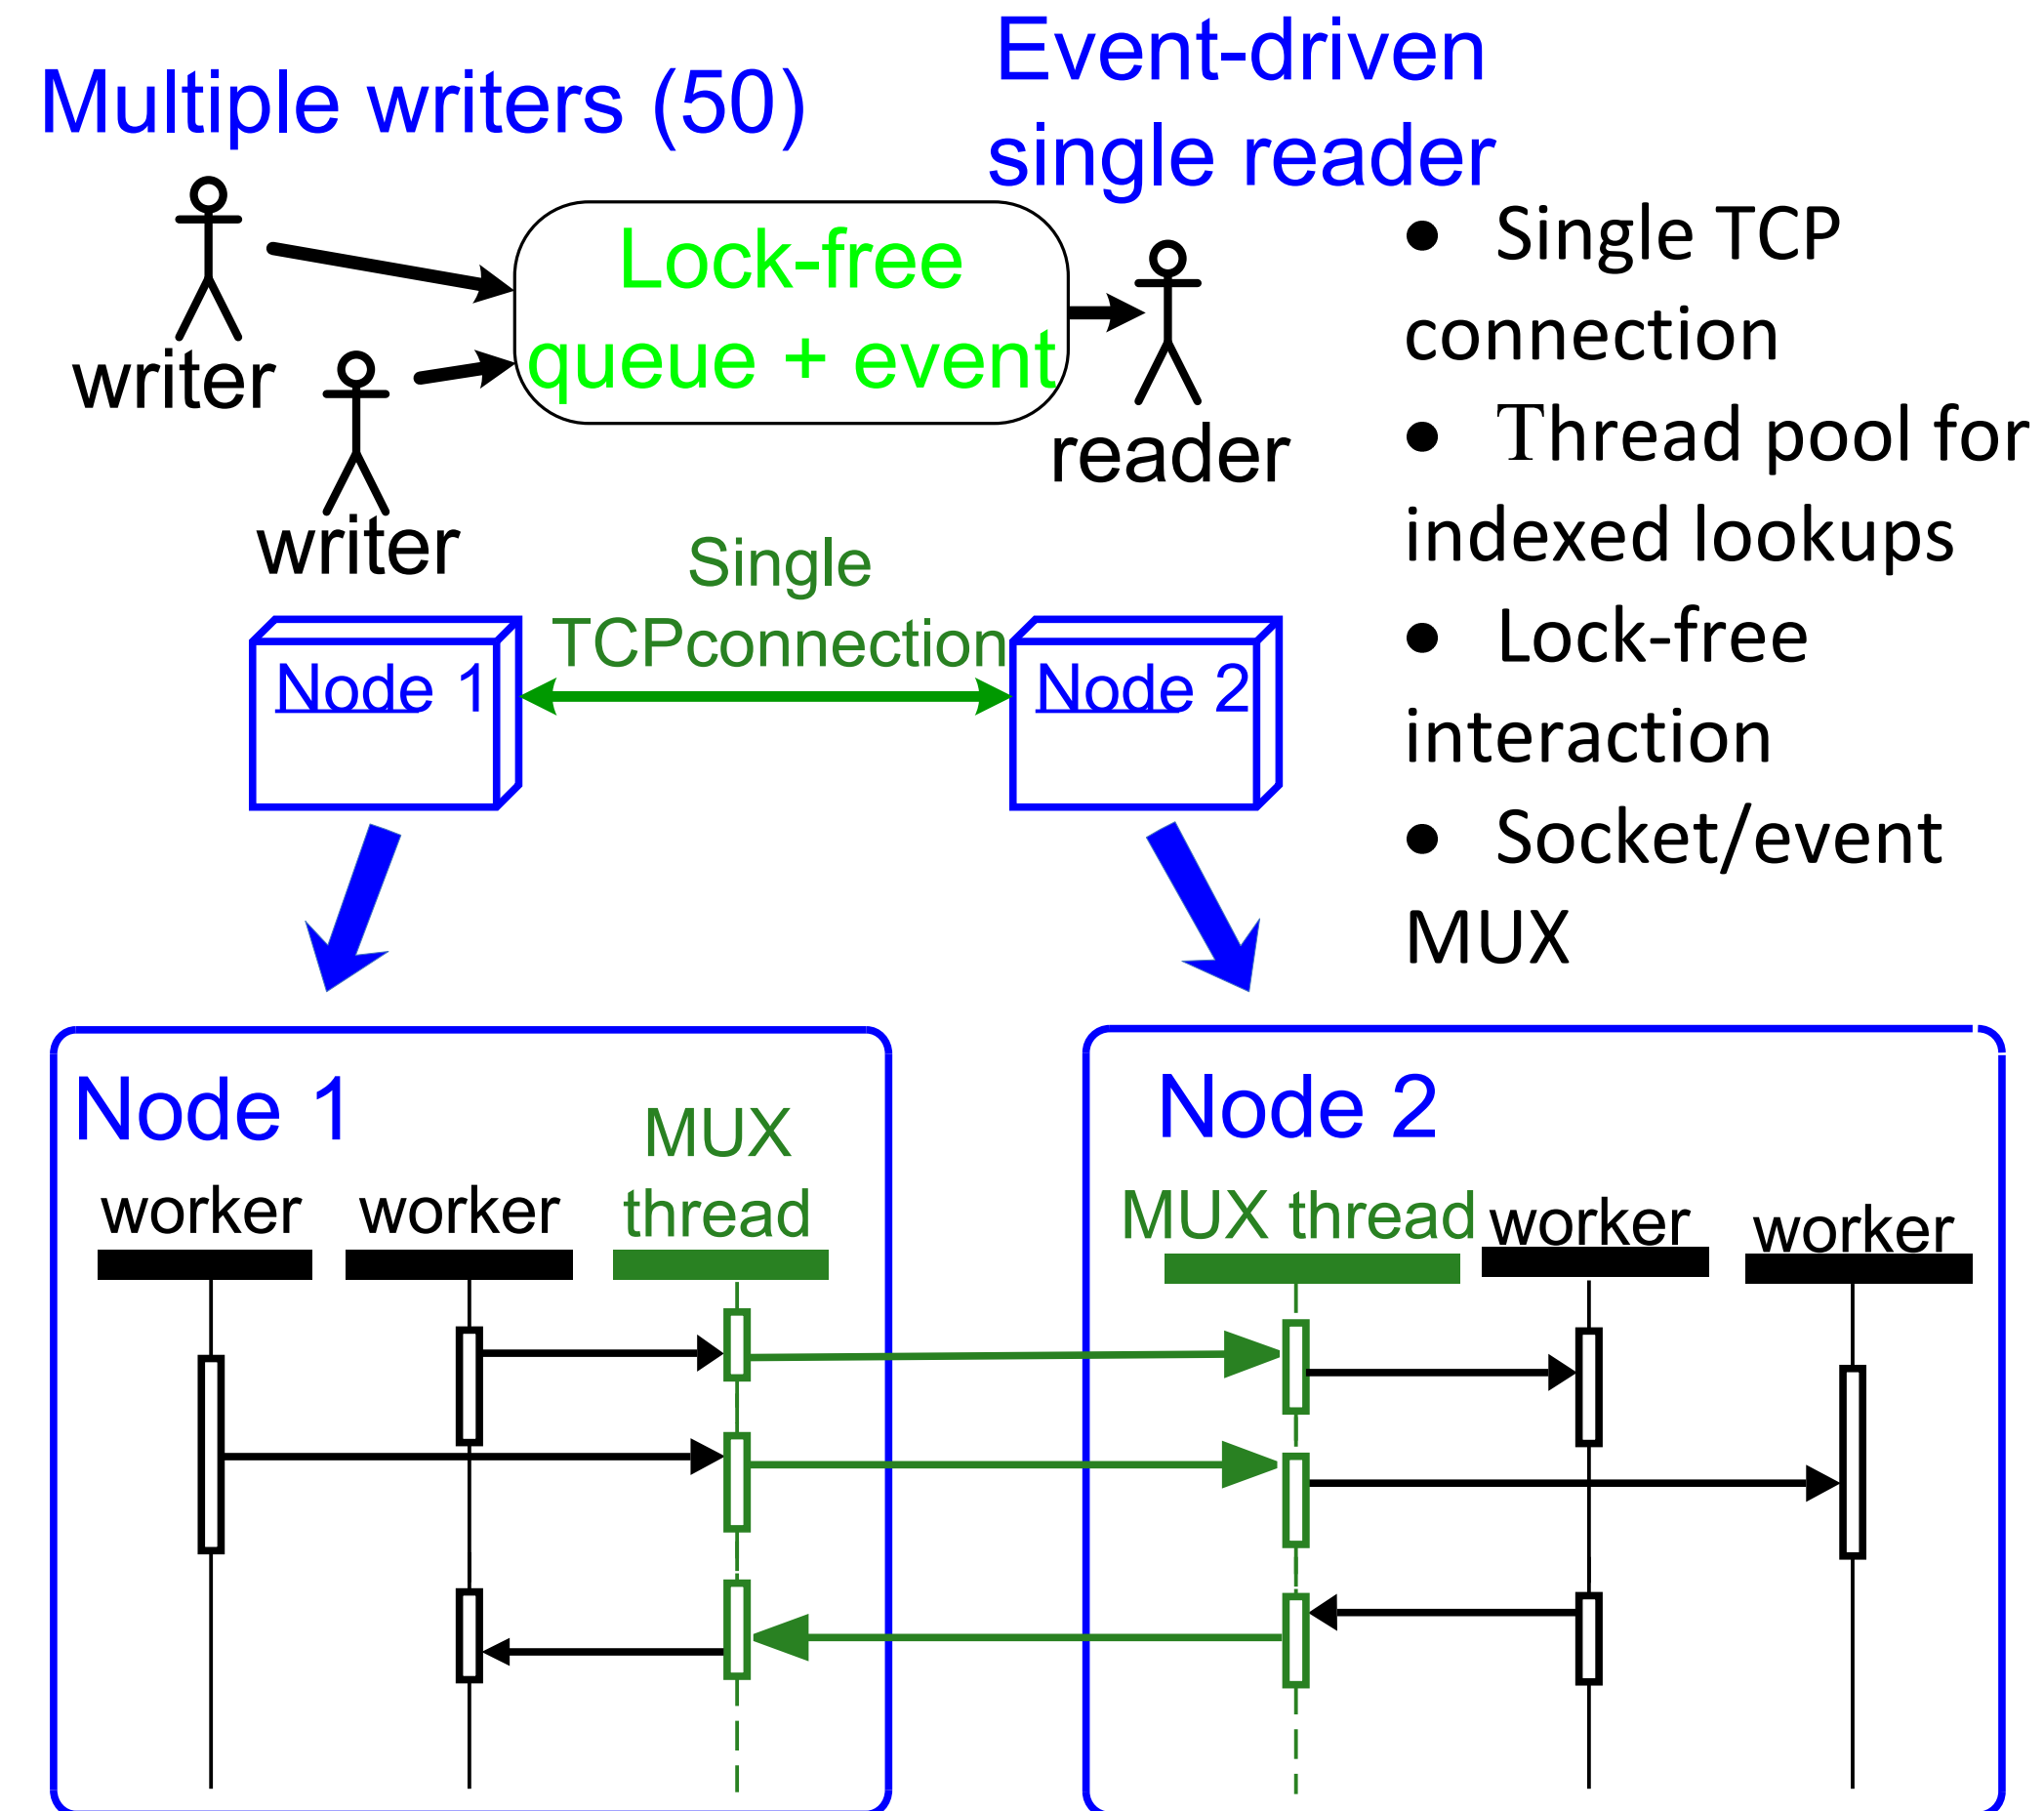 Multiple writers (50)
Event-driven
single reader
Lock-free
queue + event
writer
writer
reader
● Single TCP
connection
● Thread pool for
indexed lookups
● Lock-free
interaction
● Socket/event
MUX
Single
TCPconnection
Node 1
Node 2
Node 1
worker
worker
MUX
thread
Node 2
MUX thread
worker
worker